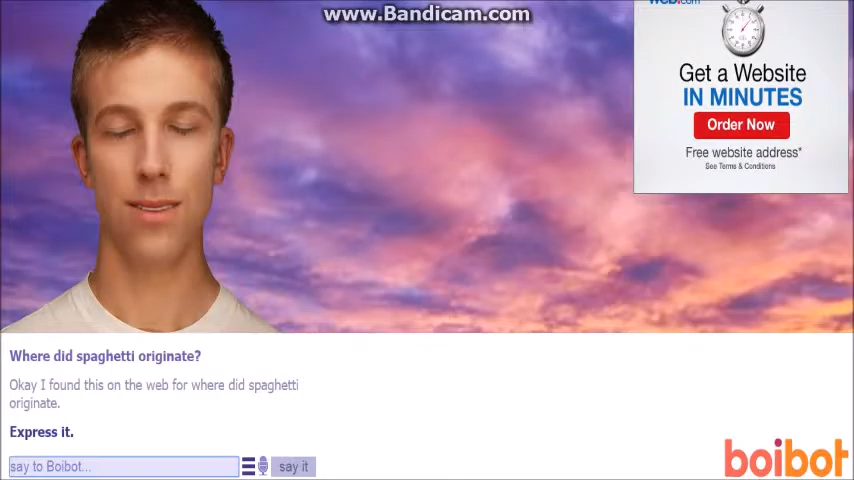 www.Bandicam.com
web.com
Get a Website
IN MINUTES
Order Now
Free website address*
See Terms & Conditions
Where did spaghetti originate?
Okay I found this on the web for where did spaghetti
originate.
Express it.
say to Boibot...
say it
boibot